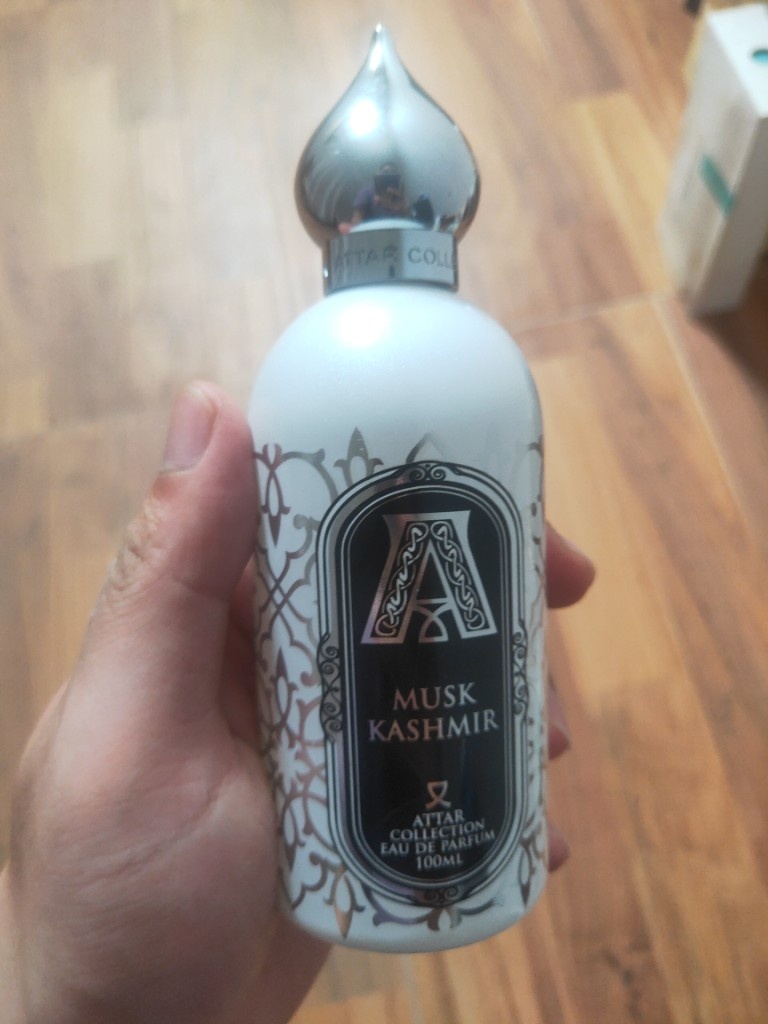 ATTAR COLL
A
MUSK
KASHMIR
ATTAR
COLLECTION
EAU DE PARFUM
100ML